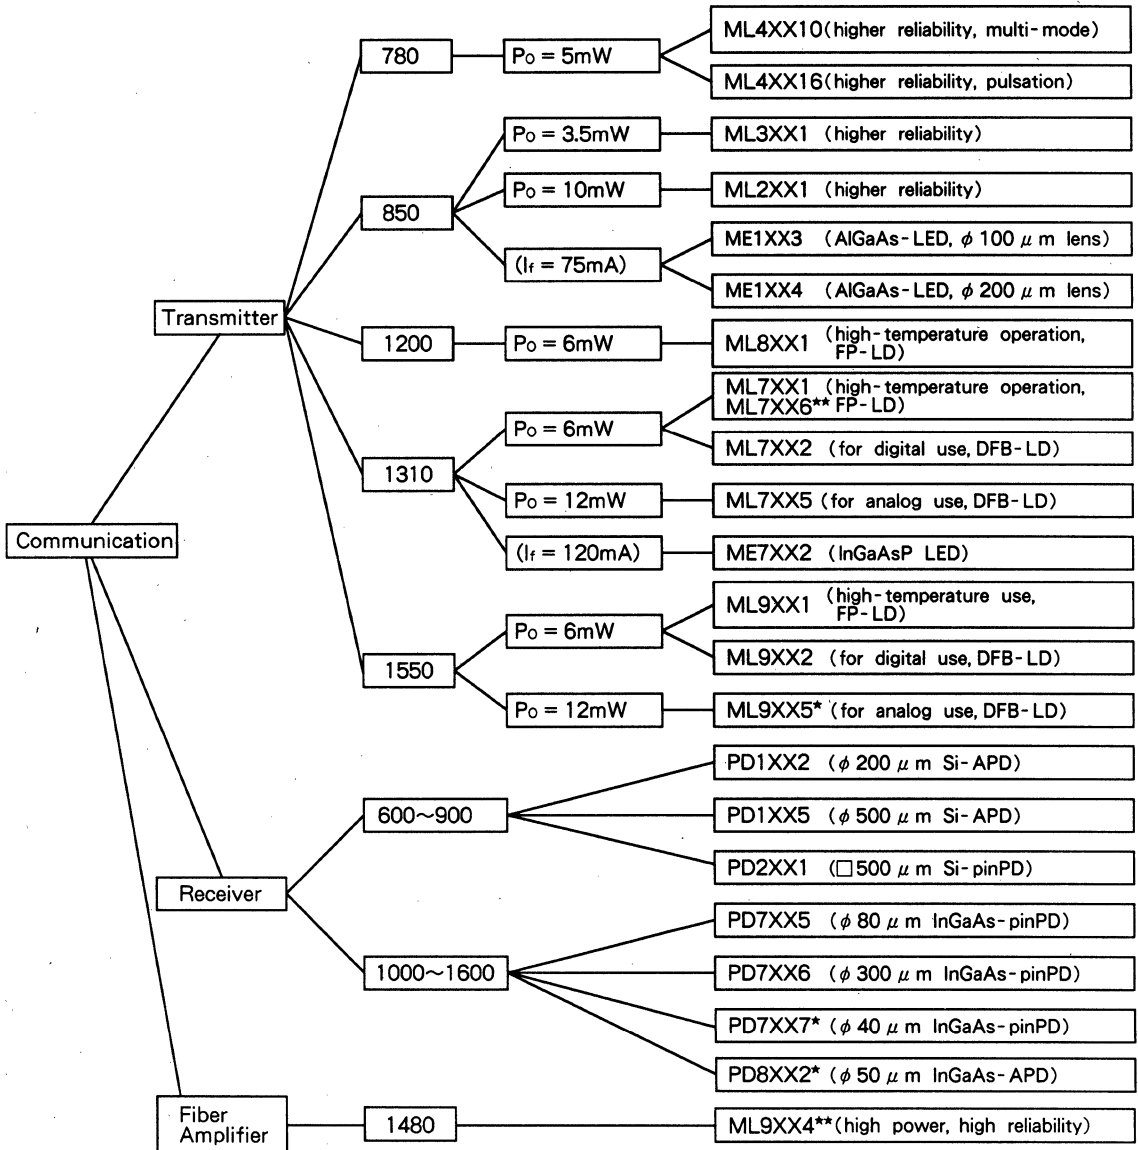 Communication
Transmitter
780
Po = 5mW
ML4XX10(higher reliability, multi-mode)
ML4XX16(higher reliability, pulsation)
850
Po = 3.5mW
ML3XX1 (higher reliability)
Po = 10mW
ML2XX1 (higher reliability)
(If = 75mA)
ME1XX3 (AlGaAs-LED, φ 100 μ m lens)
ME1XX4 (AlGaAs-LED, φ 200 μ m lens)
1200
Po = 6mW
ML8XX1 (high-temperature operation,
FP-LD)
1310
Po = 6mW
ML7XX1 (high-temperature operation,
ML7XX6** FP-LD)
ML7XX2 (for digital use, DFB-LD)
Po = 12mW
ML7XX5 (for analog use, DFB-LD)
(If = 120mA)
ME7XX2 (InGaAsP LED)
1550
Po = 6mW
ML9XX1 (high-temperature use,
FP-LD)
ML9XX2 (for digital use, DFB-LD)
Po = 12mW
ML9XX5* (for analog use, DFB-LD)
Receiver
600~900
PD1XX2 (φ 200 μ m Si-APD)
PD1XX5 (φ 500 μ m Si-APD)
PD2XX1 (□ 500 μ m Si-pinPD)
1000~1600
PD7XX5 (φ 80 μ m InGaAs-pinPD)
PD7XX6 (φ 300 μ m InGaAs-pinPD)
PD7XX7* (φ 40 μ m InGaAs-pinPD)
PD8XX2* (φ 50 μ m InGaAs-APD)
Fiber
Amplifier
1480
ML9XX4**(high power, high reliability)